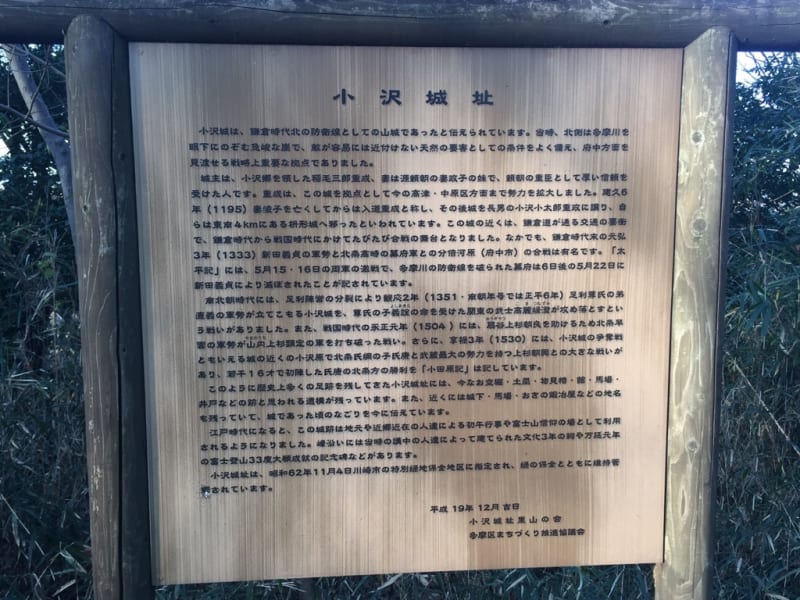 小沢城址
小沢城は、鎌倉時代北の防衛線としての山城であったと伝えられています。当時、北側は多摩川を
眼下にのぞむ急峻な崖で、敵が容易には近付けない天然の要害としての条件をよく備え、府中方面を
見渡せる戦略上重要な拠点でありました。
城主は、小沢郷を領した稲毛三郎重成、妻は源頼朝の妻政子の妹で、頼朝の重臣として厚い信頼を
受けた人です。重成は、この城を拠点として今の高津・中原区方面まで勢力を拡大しました。建久6
年（1195）妻綾子を亡くしてからは入道重成と称し、その後城を長男の小沢小太郎重政に譲り、自
らは東南4kmにある枡形城へ移ったといわれています。この城の近くは、鎌倉道が通る交通の要衝
で、鎌倉時代から戦国時代にかけてたびたび合戦の舞台となりました。なかでも、鎌倉時代末の元弘
3年（1333）新田義貞の軍勢と北条高時の幕府軍との分倍河原（府中市）の合戦は有名です。「太
平記」には、5月15・16日の両軍の激戦で、多摩川の防衛線を破られた幕府は6日後の5月22日に
新田義貞により滅ぼされたことが記されています。
南北朝時代には、足利陣営の分裂により観応2年（1351・南朝年号では正平6年）足利尊氏の弟
直義の軍勢が立てこもる小沢城を、尊氏の子義詮の命を受けた関東の武士高麗経澄が攻め落とすとい
う戦いがありました。また、戦国時代の永正元年（1504）には、扇谷上杉朝良を助けるため北条早
雲の軍勢が山内上杉顕定の軍を打ち破った戦い。さらに、享禄3年（1530）には、小沢城の争奪戦
ともいえる城の近くの小沢原で北条氏綱の子氏康と武蔵最大の勢力を持つ上杉朝興との大きな戦いが
あり、若干16才で初陣した氏康の北条方の勝利を「小田原記」は記しています。
このように歴史上多くの足跡を残してきた小沢城址には、今なお空堀・土塁・物見櫓・館・馬場・
井戸などの跡と思われる遺構が残っています。また、近くには城下・馬場・おさの鍛冶屋などの地名
を残していて、城であった頃のなごりを今に伝えています。
江戸時代になると、この城跡は地元や近郷近在の人達による初午行事や富士山信仰の場として利用
されるようになりました。峰沿いには当時の講中の人達によって建てられた文化3年の祠や万延元年
の富士登山33度大願成就の記念碑などがあります。
小沢城址は、昭和62年11月4日川崎市の特別緑地保全地区に指定され、緑の保全とともに維持管
理されています。
平成19年12月吉日
小沢城址里山の会
多摩区まちづくり推進協議会